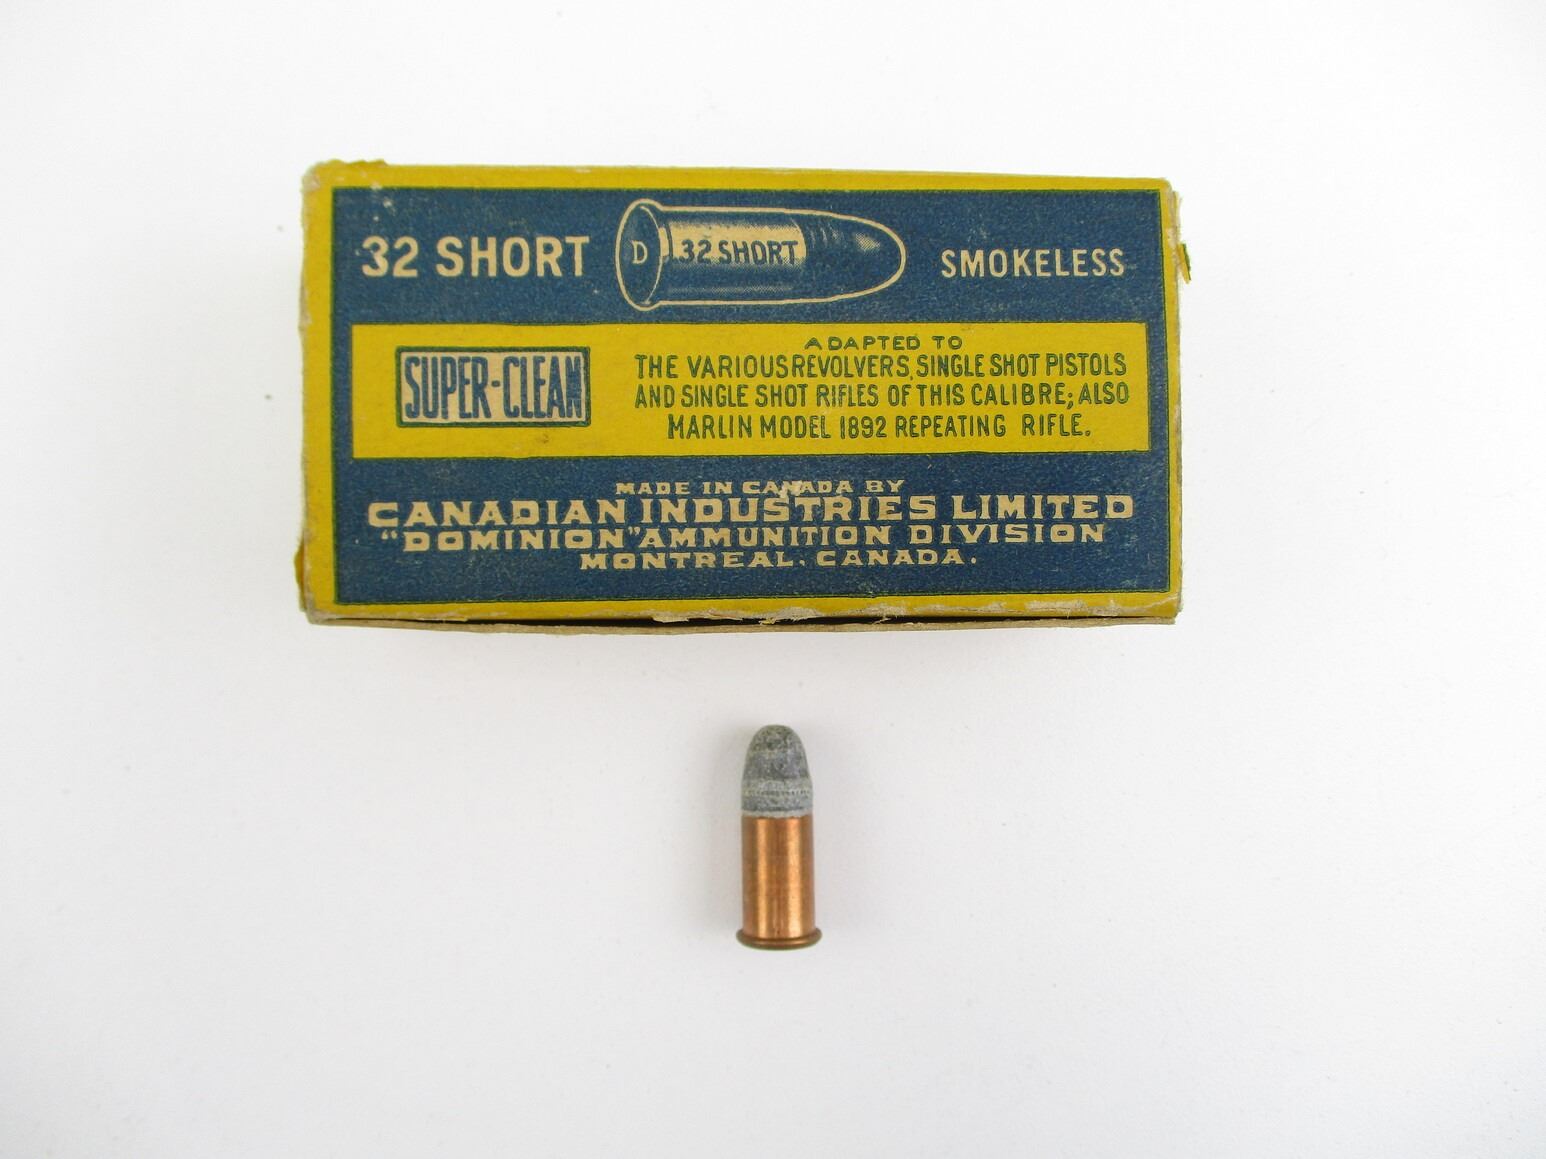 32 SHORT
D
32 SHORT
SMOKELESS
SUPER-CLEAN
ADAPTED TO
THE VARIOUS REVOLVERS, SINGLE SHOT PISTOLS
AND SINGLE SHOT RIFLES OF THIS CALIBRE; ALSO
MARLIN MODEL 1892 REPEATING RIFLE.
MADE IN CANADA BY
CANADIAN INDUSTRIES LIMITED
"DOMINION" AMMUNITION DIVISION
MONTREAL. CANADA.